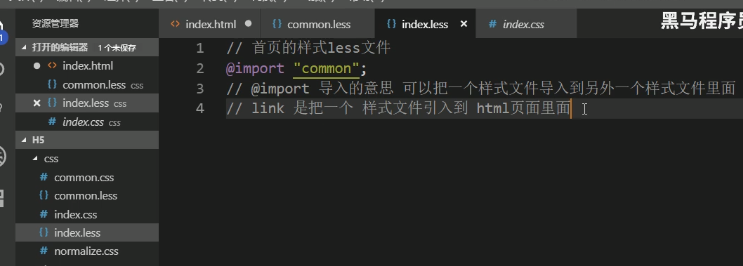 资源管理器
index.html
common.less
index.less
index.css
黑马程序员
打开的编辑器 1 个未保存
index.html
common.less css
index.less css
index.css css
H5
css
common.css
common.less
index.css
index.less
normalize.css
1 // 首页的样式less文件
2 @import "common";
3 // @import 导入的意思 可以把一个样式文件导入到另外一个样式文件里面
4 // link 是把一个 样式文件引入到 html页面里面